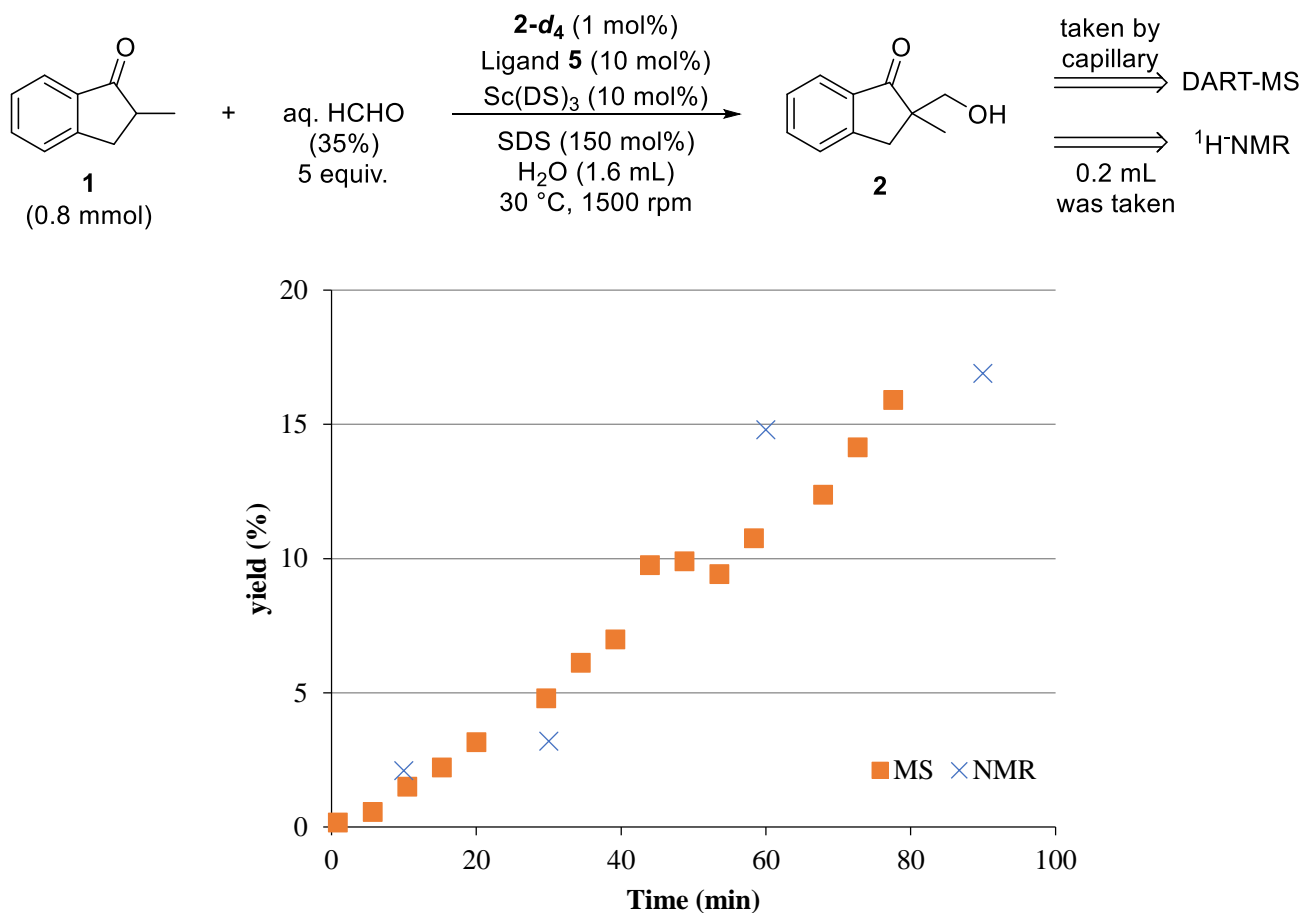 O
1
(0.8 mmol)
+
aq. HCHO
(35%)
5 equiv.
2-d4 (1 mol%)
Ligand 5 (10 mol%)
Sc(DS)3 (10 mol%)
SDS (150 mol%)
H2O (1.6 mL)
30 °C, 1500 rpm
O
OH
2
taken by
capillary
DART-MS
1H-NMR
0.2 mL
was taken
20
15
10
5
0
yield (%)
MS
NMR
0 20 40 60 80 100
Time (min)